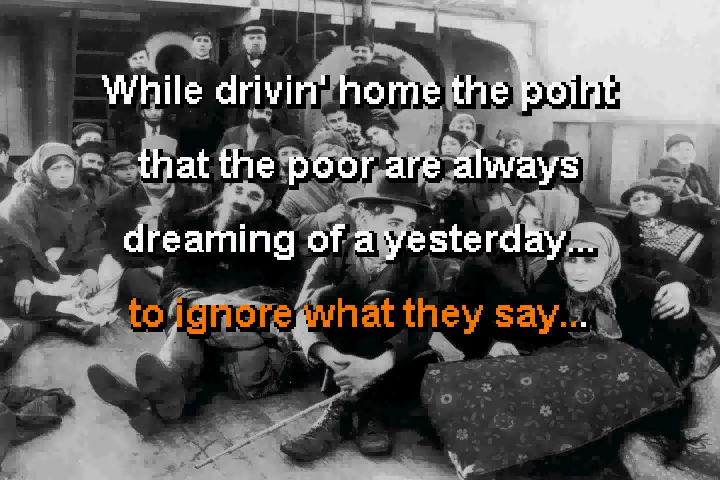 While drivin' home the point
that the poor are always
dreaming of a yesterday...
to ignore what they say...